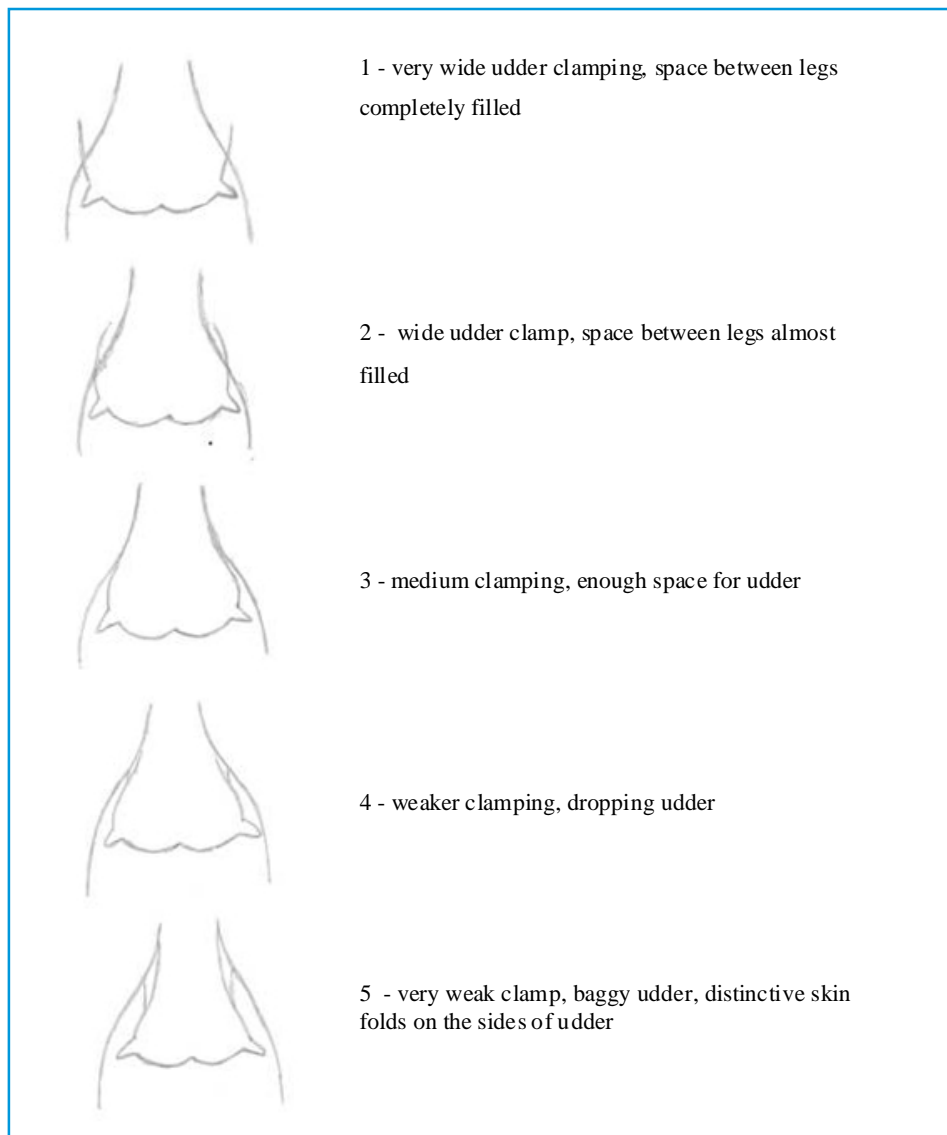 1 - very wide udder clamping, space between legs
completely filled
2 - wide udder clamp, space between legs almost
filled
3 - medium clamping, enough space for udder
4 - weaker clamping, dropping udder
5 - very weak clamp, baggy udder, distinctive skin
folds on the sides of udder